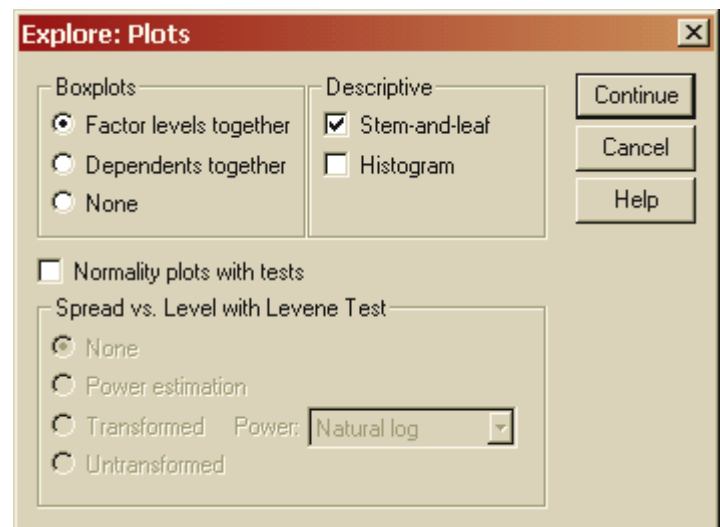 Explore: Plots
Boxplots
Factor levels together
Dependents together
None
Descriptive
Stem-and-leaf
Histogram
Continue
Cancel
Help
Normality plots with tests
Spread vs. Level with Levene Test
None
Power estimation
Transformed Power: Natural log
Untransformed